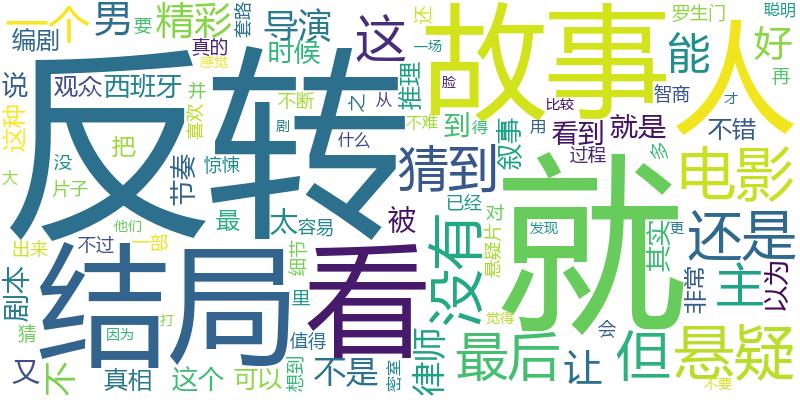 一个
男
要
精彩
套路
导演
这
还
故事
能
罗生门
聪明
人
好
再
编剧
真的
感觉
时候
一场
说
观众
西班牙
并
喜欢
不断
之
从
推理
脸
比较
智商
才
反转
这种
没
把
节奏
惊悚
剧
什么
不难
到
得
叙事
用
看到
就是
不错
过程
多
大
片子
最
太
容易
猜到
被
已经
对
就
电影
发现
其实
更
还是
出来
不过
他们
一部
细节
没有
悬疑片
非常
主
以为
剧本
结局
看
里
猜
因为
打
值得
觉得
会
又
不
真相
这个
可以
想到
不是
密室
律师
最后
让
但
悬疑
不要